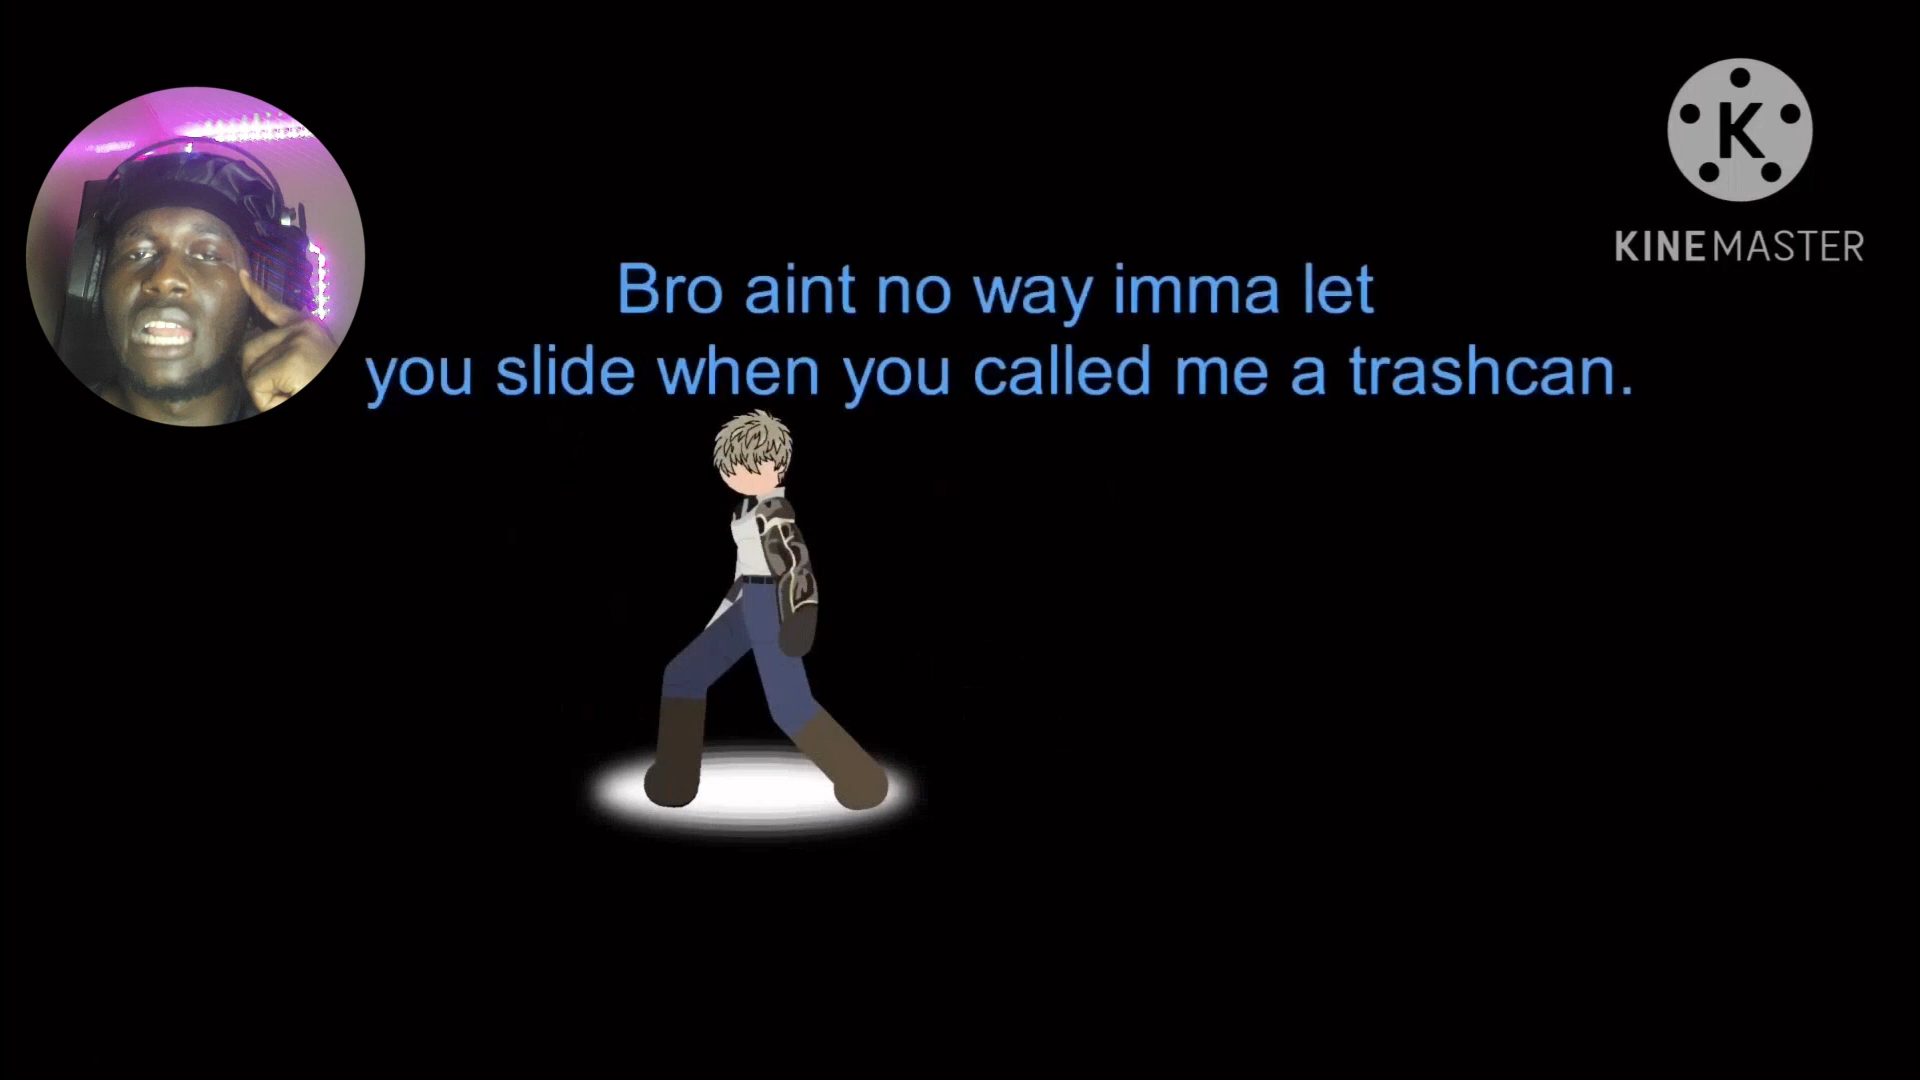 K
KINEMASTER
Bro aint no way imma let
you slide when you called me a trashcan.